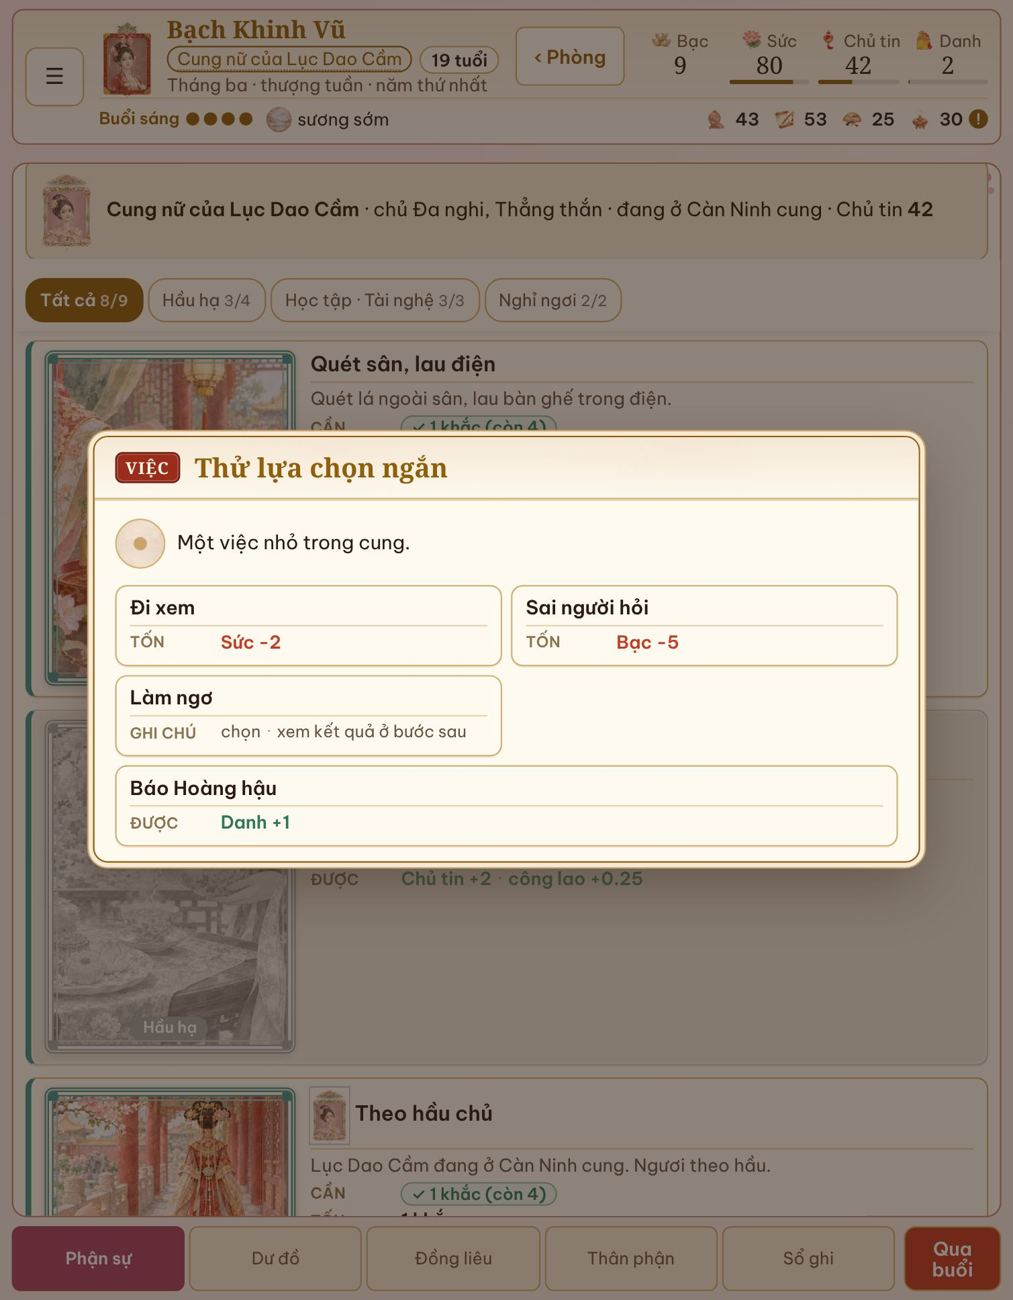 ☰
Bạch Khinh Vũ
Cung nữ của Lục Dao Cầm
19 tuổi
Tháng ba · thượng tuần · năm thứ nhất
‹ Phòng
Bạc
9
Sức
80
Chủ tin
42
Danh
2
Buổi sáng
sương sớm
43 53 25 30 !
Cung nữ của Lục Dao Cầm · chủ Đa nghi, Thẳng thắn · đang ở Càn Ninh cung · Chủ tin 42
Tất cả 8/9
Hầu hạ 3/4
Học tập · Tài nghệ 3/3
Nghỉ ngơi 2/2
Quét sân, lau điện
Quét lá ngoài sân, lau bàn ghế trong điện.
CẦN ✓ 1 khắc (còn 4)
VIỆC Thử lựa chọn ngắn
Một việc nhỏ trong cung.
Đi xem
TỐN Sức -2
Sai người hỏi
TỐN Bạc -5
Làm ngơ
GHI CHÚ chọn · xem kết quả ở bước sau
Báo Hoàng hậu
ĐƯỢC Danh +1
ĐƯỢC Chủ tin +2 · công lao +0.25
Hầu hạ
Theo hầu chủ
Lục Dao Cầm đang ở Càn Ninh cung. Ngươi theo hầu.
CẦN ✓ 1 khắc (còn 4)
TỐN 1 khắc
Phận sự
Dư đồ
Đồng liêu
Thân phận
Sổ ghi
Qua buổi